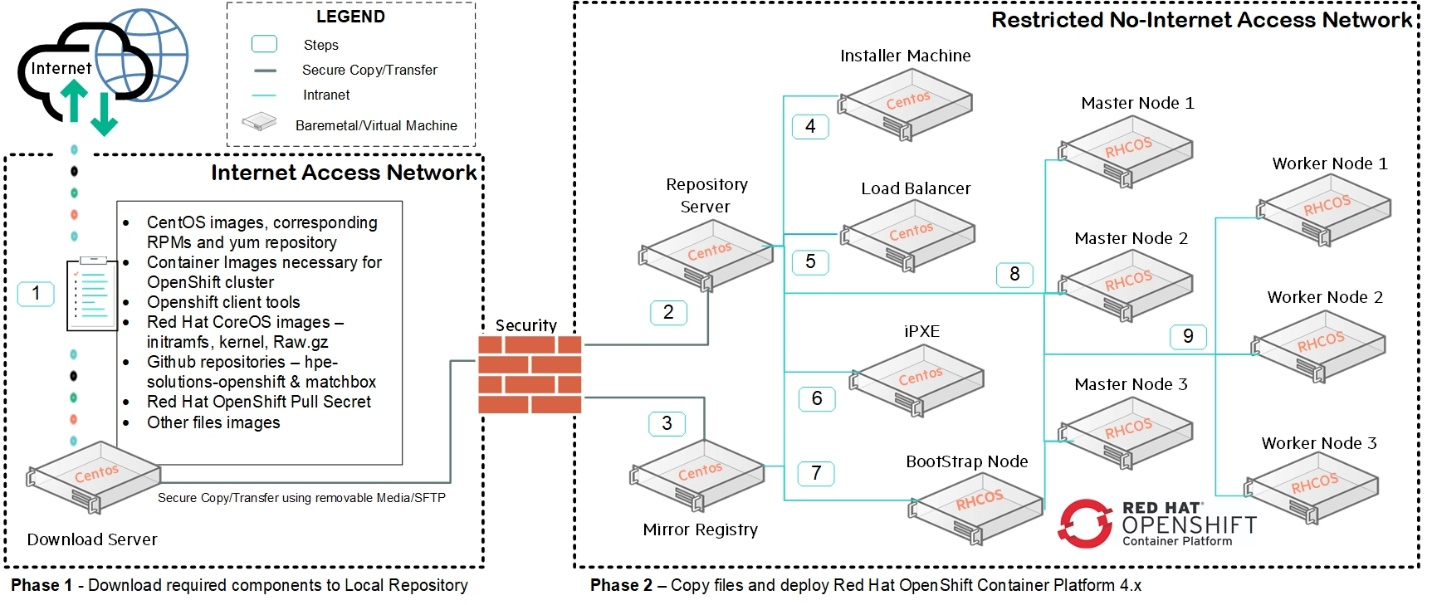 Internet
LEGEND
Steps
Secure Copy/Transfer
Intranet
Baremetal/Virtual Machine
Internet Access Network
1
• CentOS images, corresponding
RPMs and yum repository
• Container Images necessary for
OpenShift cluster
• Openshift client tools
• Red Hat CoreOS images –
initramfs, kernel, Raw.gz
• Github repositories – hpe-
solutions-openshift & matchbox
• Red Hat OpenShift Pull Secret
• Other files images
Centos
Secure Copy/Transfer using removable Media/SFTP
Download Server
Phase 1 - Download required components to Local Repository
Security
Restricted No-Internet Access Network
Repository
Server
Centos
2
3
Centos
Mirror Registry
Installer Machine
Centos
4
Load Balancer
Centos
5
iPXE
Centos
6
7
BootStrap Node
RHCOS
8
Master Node 1
RHCOS
Master Node 2
RHCOS
Master Node 3
RHCOS
9
Worker Node 1
RHCOS
Worker Node 2
RHCOS
Worker Node 3
RHCOS
RED HAT®
OPENSHIFT
Container Platform
Phase 2 – Copy files and deploy Red Hat OpenShift Container Platform 4.x